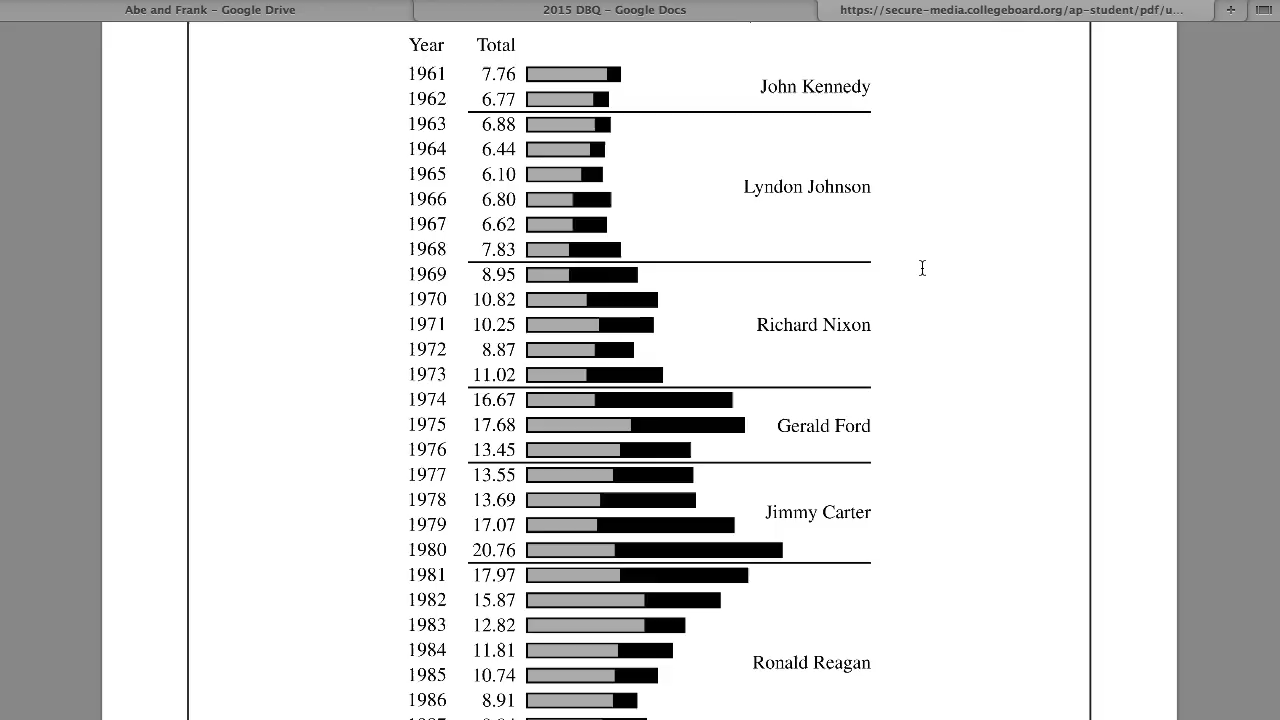 Abe and Frank – Google Drive
2015 DBQ – Google Docs
https://secure-media.collegeboard.org/ap-student/pdf/u...
Year Total
1961 7.76
John Kennedy
1962 6.77
1963 6.88
1964 6.44
1965 6.10
Lyndon Johnson
1966 6.80
1967 6.62
1968 7.83
1969 8.95
1970 10.82
1971 10.25 Richard Nixon
1972 8.87
1973 11.02
1974 16.67
1975 17.68 Gerald Ford
1976 13.45
1977 13.55
1978 13.69
Jimmy Carter
1979 17.07
1980 20.76
1981 17.97
1982 15.87
1983 12.82
1984 11.81
Ronald Reagan
1985 10.74
1986 8.91